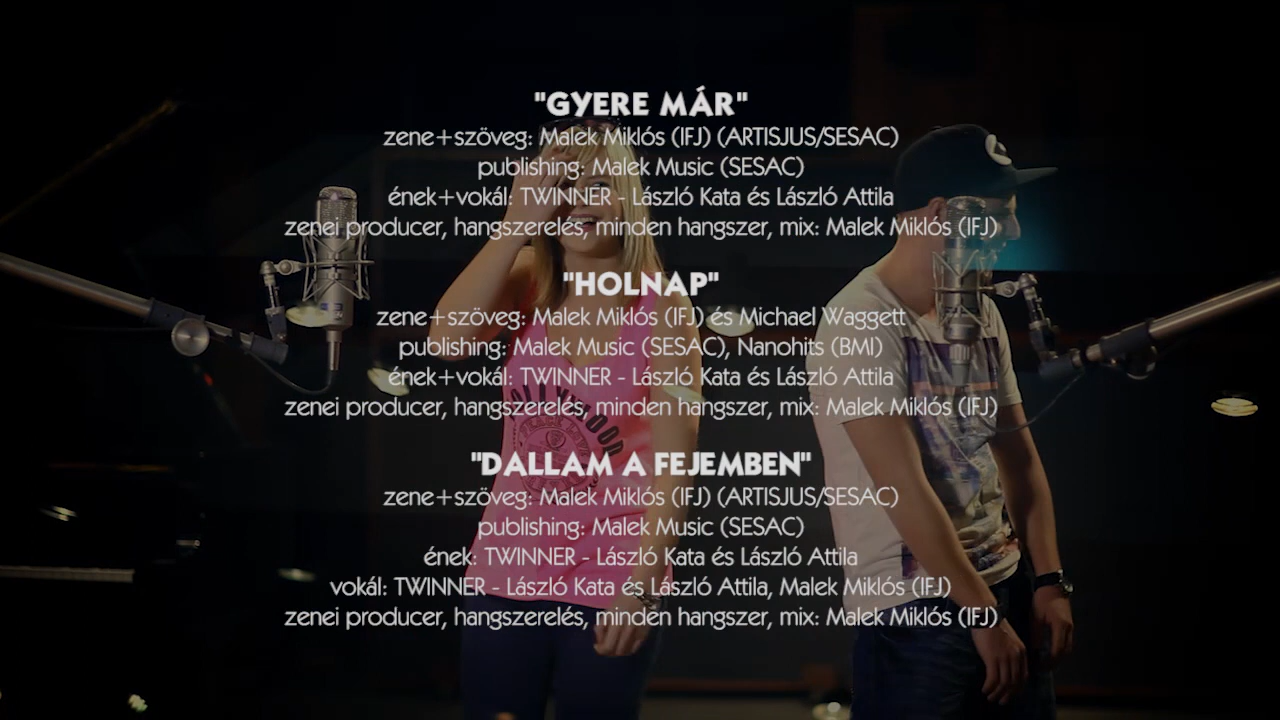 "GYERE MÁR"
zene+szöveg: Malek Miklós (IFJ) (ARTISJUS/SESAC)
publishing: Malek Music (SESAC)
ének+vokál: TWINNER - László Kata és László Attila
zenei producer, hangszerelés, minden hangszer, mix: Malek Miklós (IFJ)
"HOLNAP"
zene+szöveg: Malek Miklós (IFJ) és Michael Waggett
publishing: Malek Music (SESAC), Nanohits (BMI)
ének+vokál: TWINNER - László Kata és László Attila
zenei producer, hangszerelés, minden hangszer, mix: Malek Miklós (IFJ)
"DALLAM A FEJEMBEN"
zene+szöveg: Malek Miklós (IFJ) (ARTISJUS/SESAC)
publishing: Malek Music (SESAC)
ének: TWINNER - László Kata és László Attila
vokál: TWINNER - László Kata és László Attila, Malek Miklós (IFJ)
zenei producer, hangszerelés, minden hangszer, mix: Malek Miklós (IFJ)